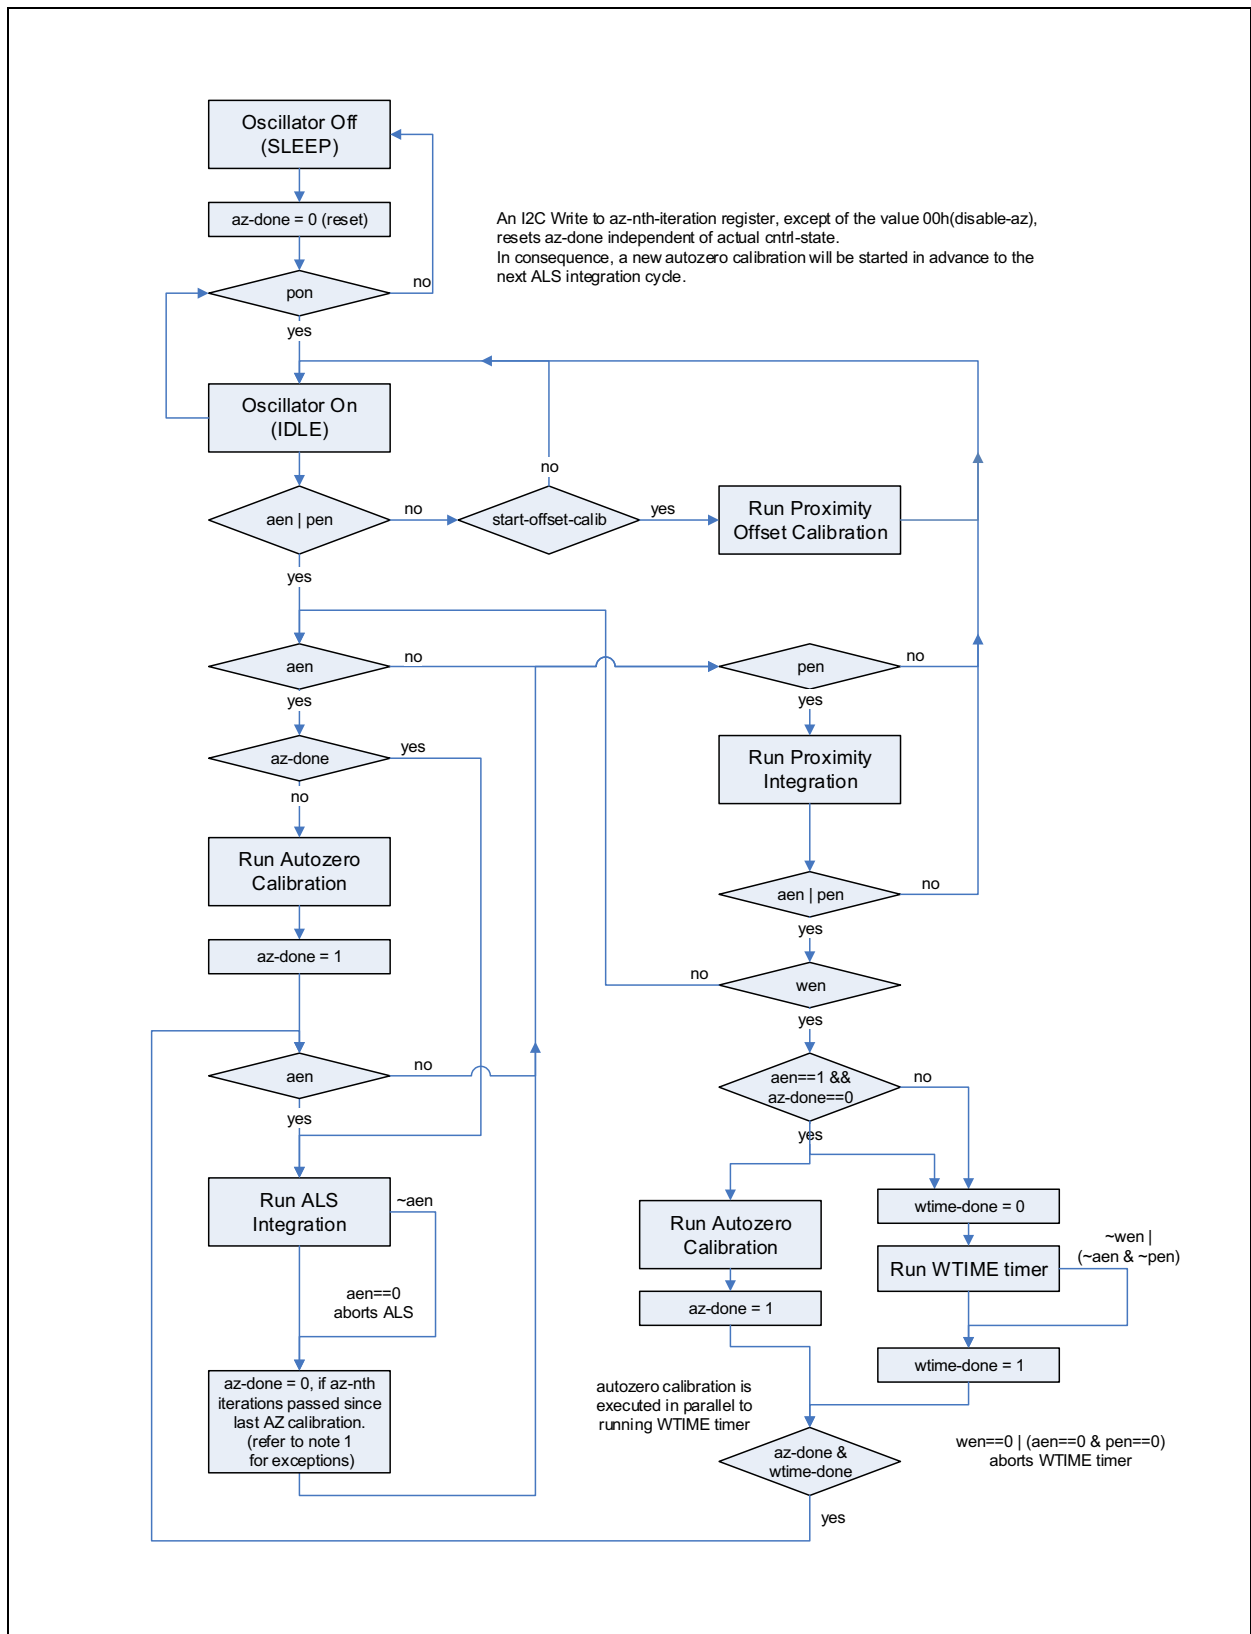 Oscillator Off
(SLEEP)
az-done = 0 (reset)
An I2C Write to az-nth-iteration register, except of the value 00h(disable-az),
resets az-done independent of actual cntrl-state.
In consequence, a new autozero calibration will be started in advance to the
next ALS integration cycle.
pon
no
yes
Oscillator On
(IDLE)
no
aen | pen
no
start-offset-calib
yes
Run Proximity
Offset Calibration
yes
aen
no
pen
no
yes
yes
az-done
yes
Run Proximity
Integration
no
Run Autozero
Calibration
aen | pen
no
yes
az-done = 1
no
wen
yes
aen
no
aen==1 &&
az-done==0
no
yes
yes
Run ALS
Integration
~aen
Run Autozero
Calibration
wtime-done = 0
~wen |
(~aen & ~pen)
Run WTIME timer
aen==0
aborts ALS
az-done = 1
wtime-done = 1
az-done = 0, if az-nth
iterations passed since
last AZ calibration.
(refer to note 1
for exceptions)
autozero calibration is
executed in parallel to
running WTIME timer
az-done &
wtime-done
wen==0 | (aen==0 & pen==0)
aborts WTIME timer
yes